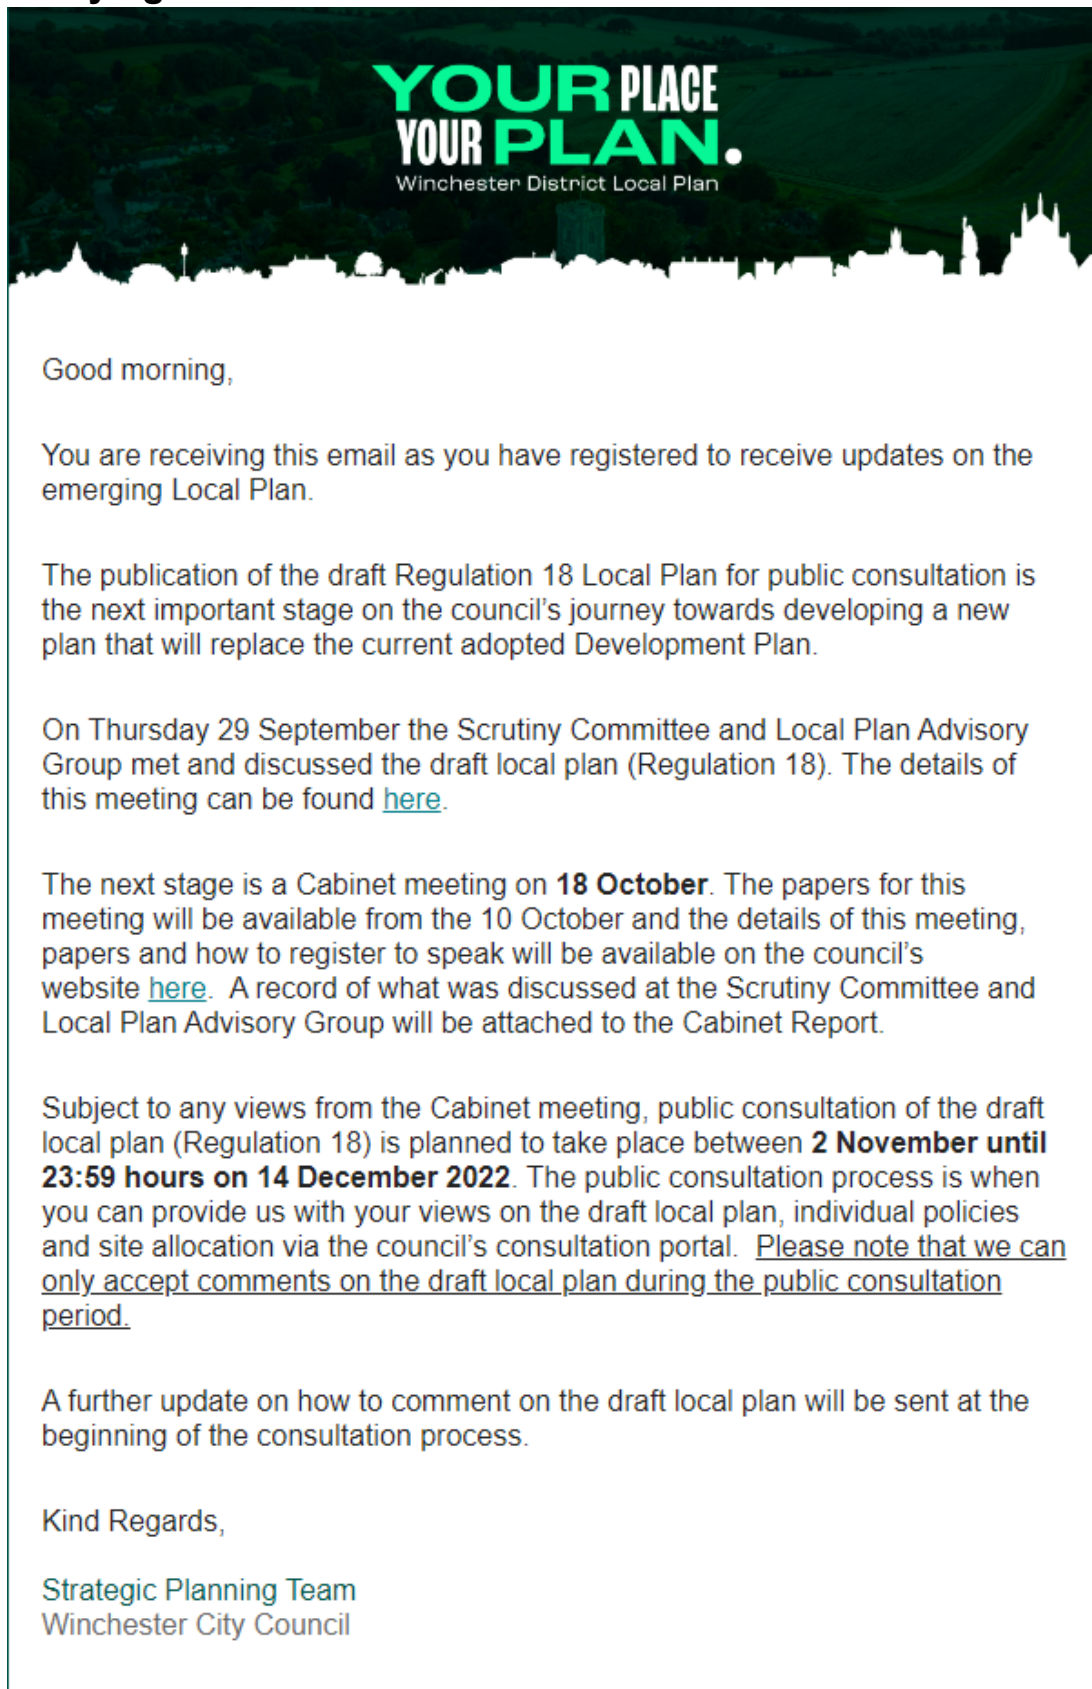 YOUR PLACE
YOUR PLAN.
Winchester District Local Plan
Good morning,
You are receiving this email as you have registered to receive updates on the
emerging Local Plan.
The publication of the draft Regulation 18 Local Plan for public consultation is
the next important stage on the council’s journey towards developing a new
plan that will replace the current adopted Development Plan.
On Thursday 29 September the Scrutiny Committee and Local Plan Advisory
Group met and discussed the draft local plan (Regulation 18). The details of
this meeting can be found here.
The next stage is a Cabinet meeting on 18 October. The papers for this
meeting will be available from the 10 October and the details of this meeting,
papers and how to register to speak will be available on the council’s
website here.  A record of what was discussed at the Scrutiny Committee and
Local Plan Advisory Group will be attached to the Cabinet Report.
Subject to any views from the Cabinet meeting, public consultation of the draft
local plan (Regulation 18) is planned to take place between 2 November until
23:59 hours on 14 December 2022. The public consultation process is when
you can provide us with your views on the draft local plan, individual policies
and site allocation via the council’s consultation portal.  Please note that we can
only accept comments on the draft local plan during the public consultation
period.
A further update on how to comment on the draft local plan will be sent at the
beginning of the consultation process.
Kind Regards,
Strategic Planning Team
Winchester City Council